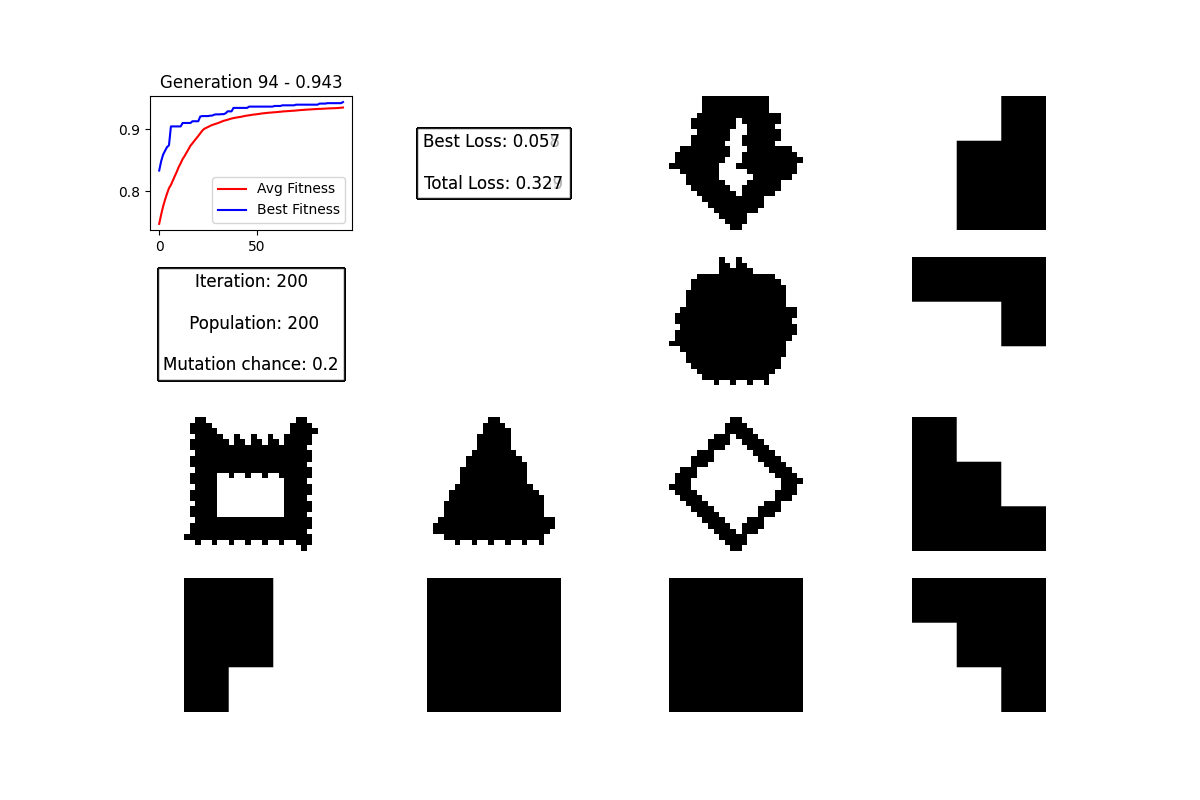 Generation 94 - 0.943
0.9
0.8
Avg Fitness
Best Fitness
0 50
Best Loss: 0.057
Total Loss: 0.327
Iteration: 200
Population: 200
Mutation chance: 0.2